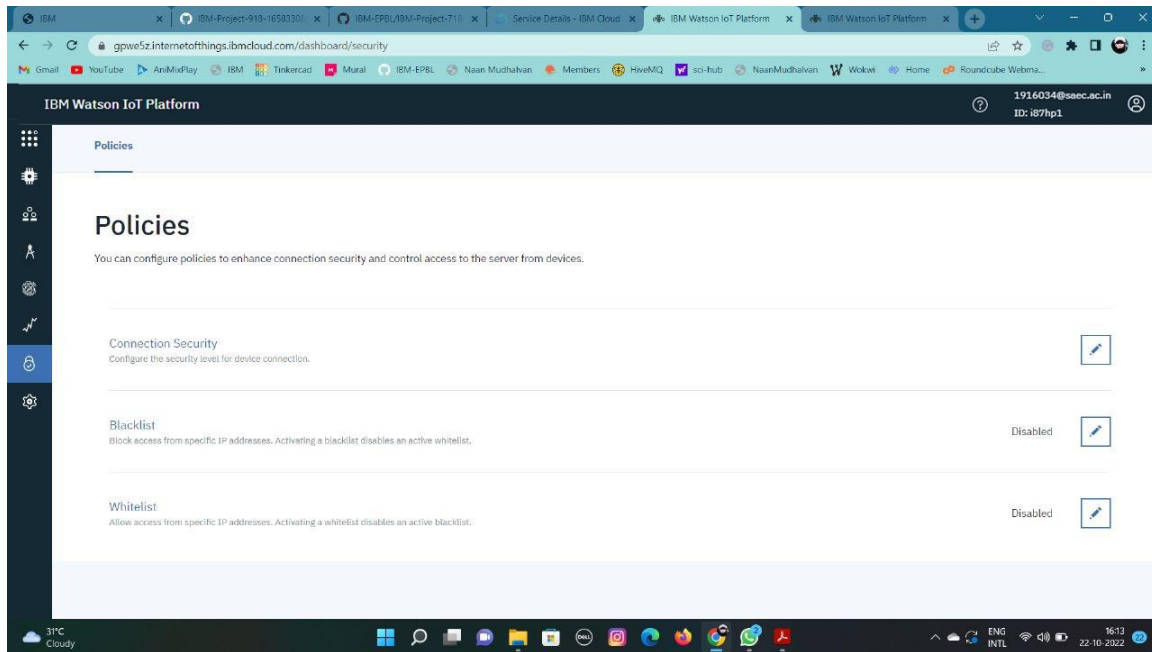 IBM
IBM-Project-918-1658330
IBM-EPBL/IBM-Project-718
Service Details - IBM Cloud
IBM Watson IoT Platform
IBM Watson IoT Platform
gpwe5z.internetofthings.ibmcloud.com/dashboard/security
Gmail YouTube AniMixPlay IBM Tinkercad Mural IBM-EPBL Naan Mudhalvan Members HiveMQ sci-hub NaanMudhalvan Wokwi Home Roundcube Webma...
IBM Watson IoT Platform
1916034@saec.ac.in
ID: i87hp1
Policies
Policies
You can configure policies to enhance connection security and control access to the server from devices.
Connection Security
Configure the security level for device connection.
Blacklist
Block access from specific IP addresses. Activating a blacklist disables an active whitelist.
Disabled
Whitelist
Allow access from specific IP addresses. Activating a whitelist disables an active blacklist.
Disabled
31°C
Cloudy
DELL
ENG
INTL
16:13
22-10-2022
22